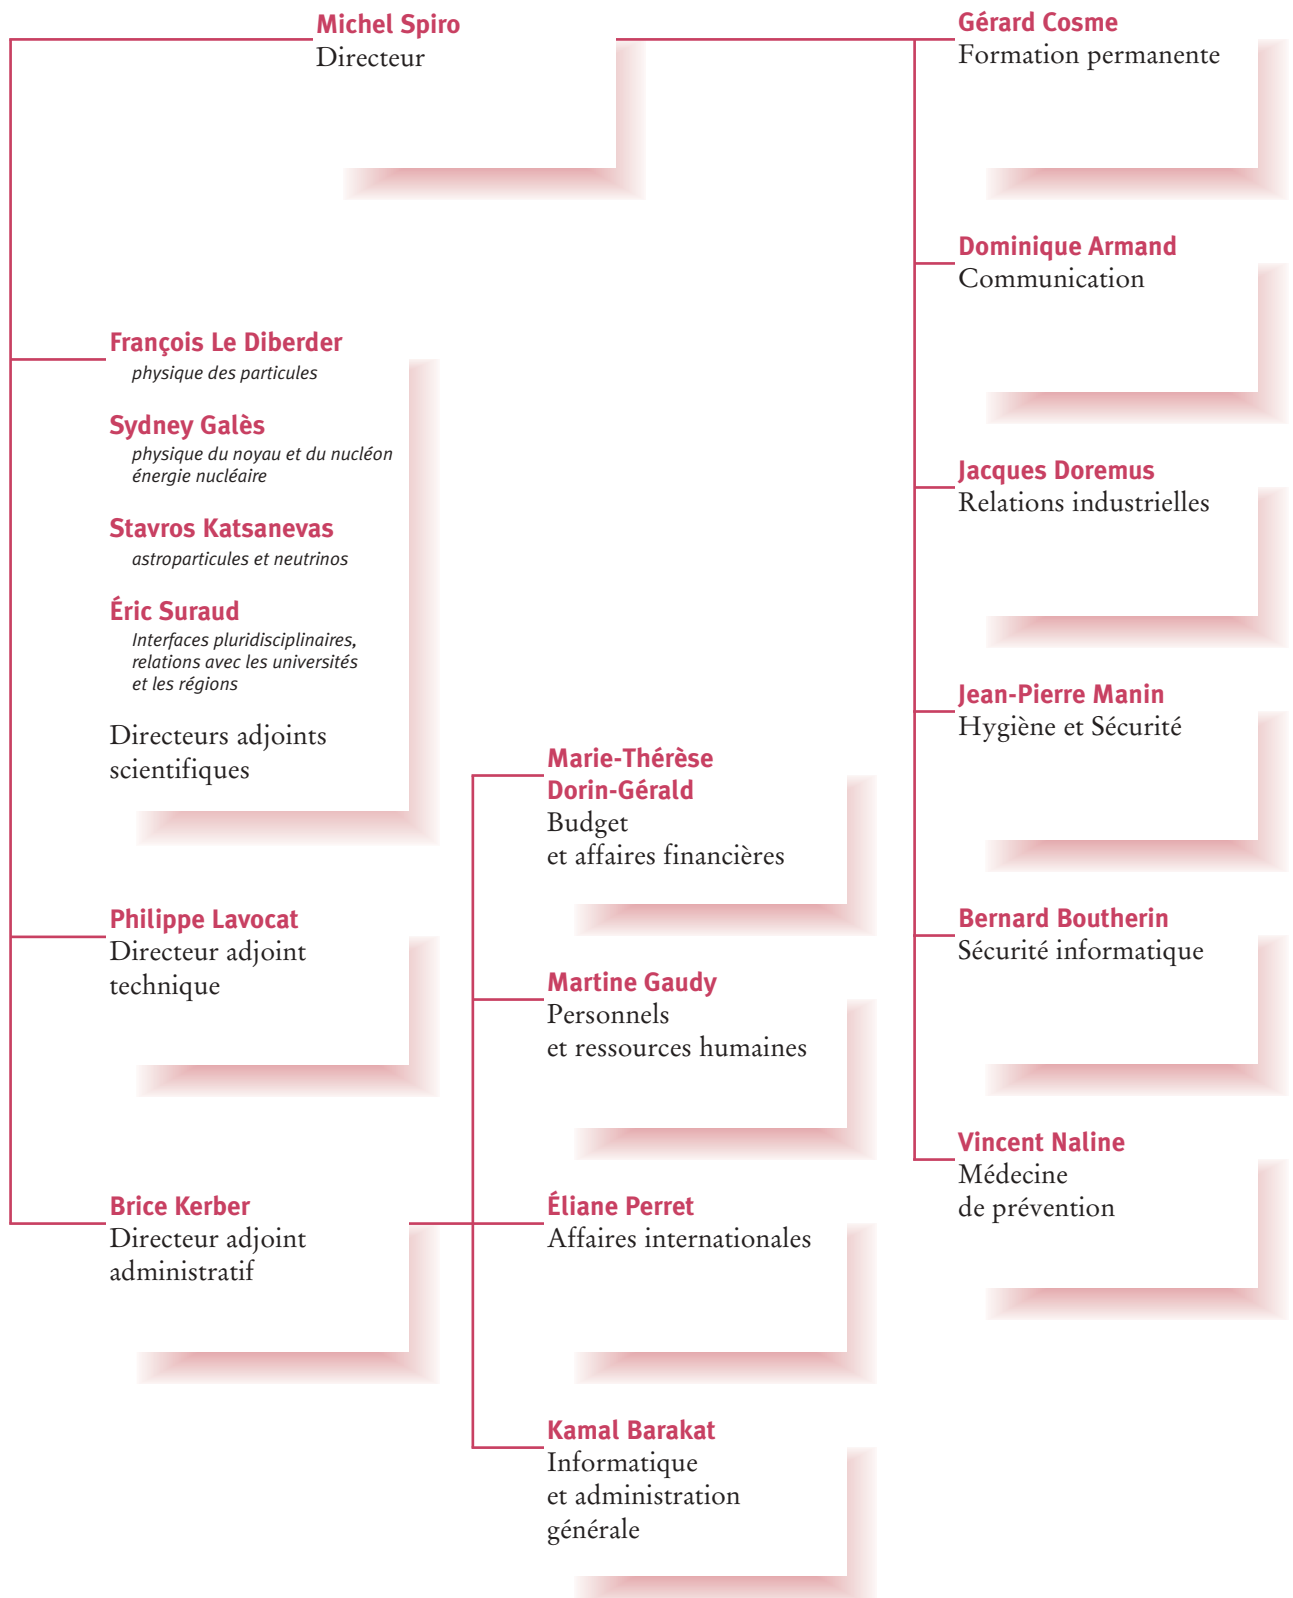 Michel Spiro
Directeur
François Le Diberder
physique des particules
Sydney Galès
physique du noyau et du nucléon
énergie nucléaire
Stavros Katsanevas
astroparticules et neutrinos
Éric Suraud
Interfaces pluridisciplinaires,
relations avec les universités
et les régions
Directeurs adjoints
scientifiques
Philippe Lavocat
Directeur adjoint
technique
Brice Kerber
Directeur adjoint
administratif
Marie-Thérèse
Dorin-Gérald
Budget
et affaires financières
Martine Gaudy
Personnels
et ressources humaines
Éliane Perret
Affaires internationales
Kamal Barakat
Informatique
et administration
générale
Gérard Cosme
Formation permanente
Dominique Armand
Communication
Jacques Doremus
Relations industrielles
Jean-Pierre Manin
Hygiène et Sécurité
Bernard Boutherin
Sécurité informatique
Vincent Naline
Médecine
de prévention